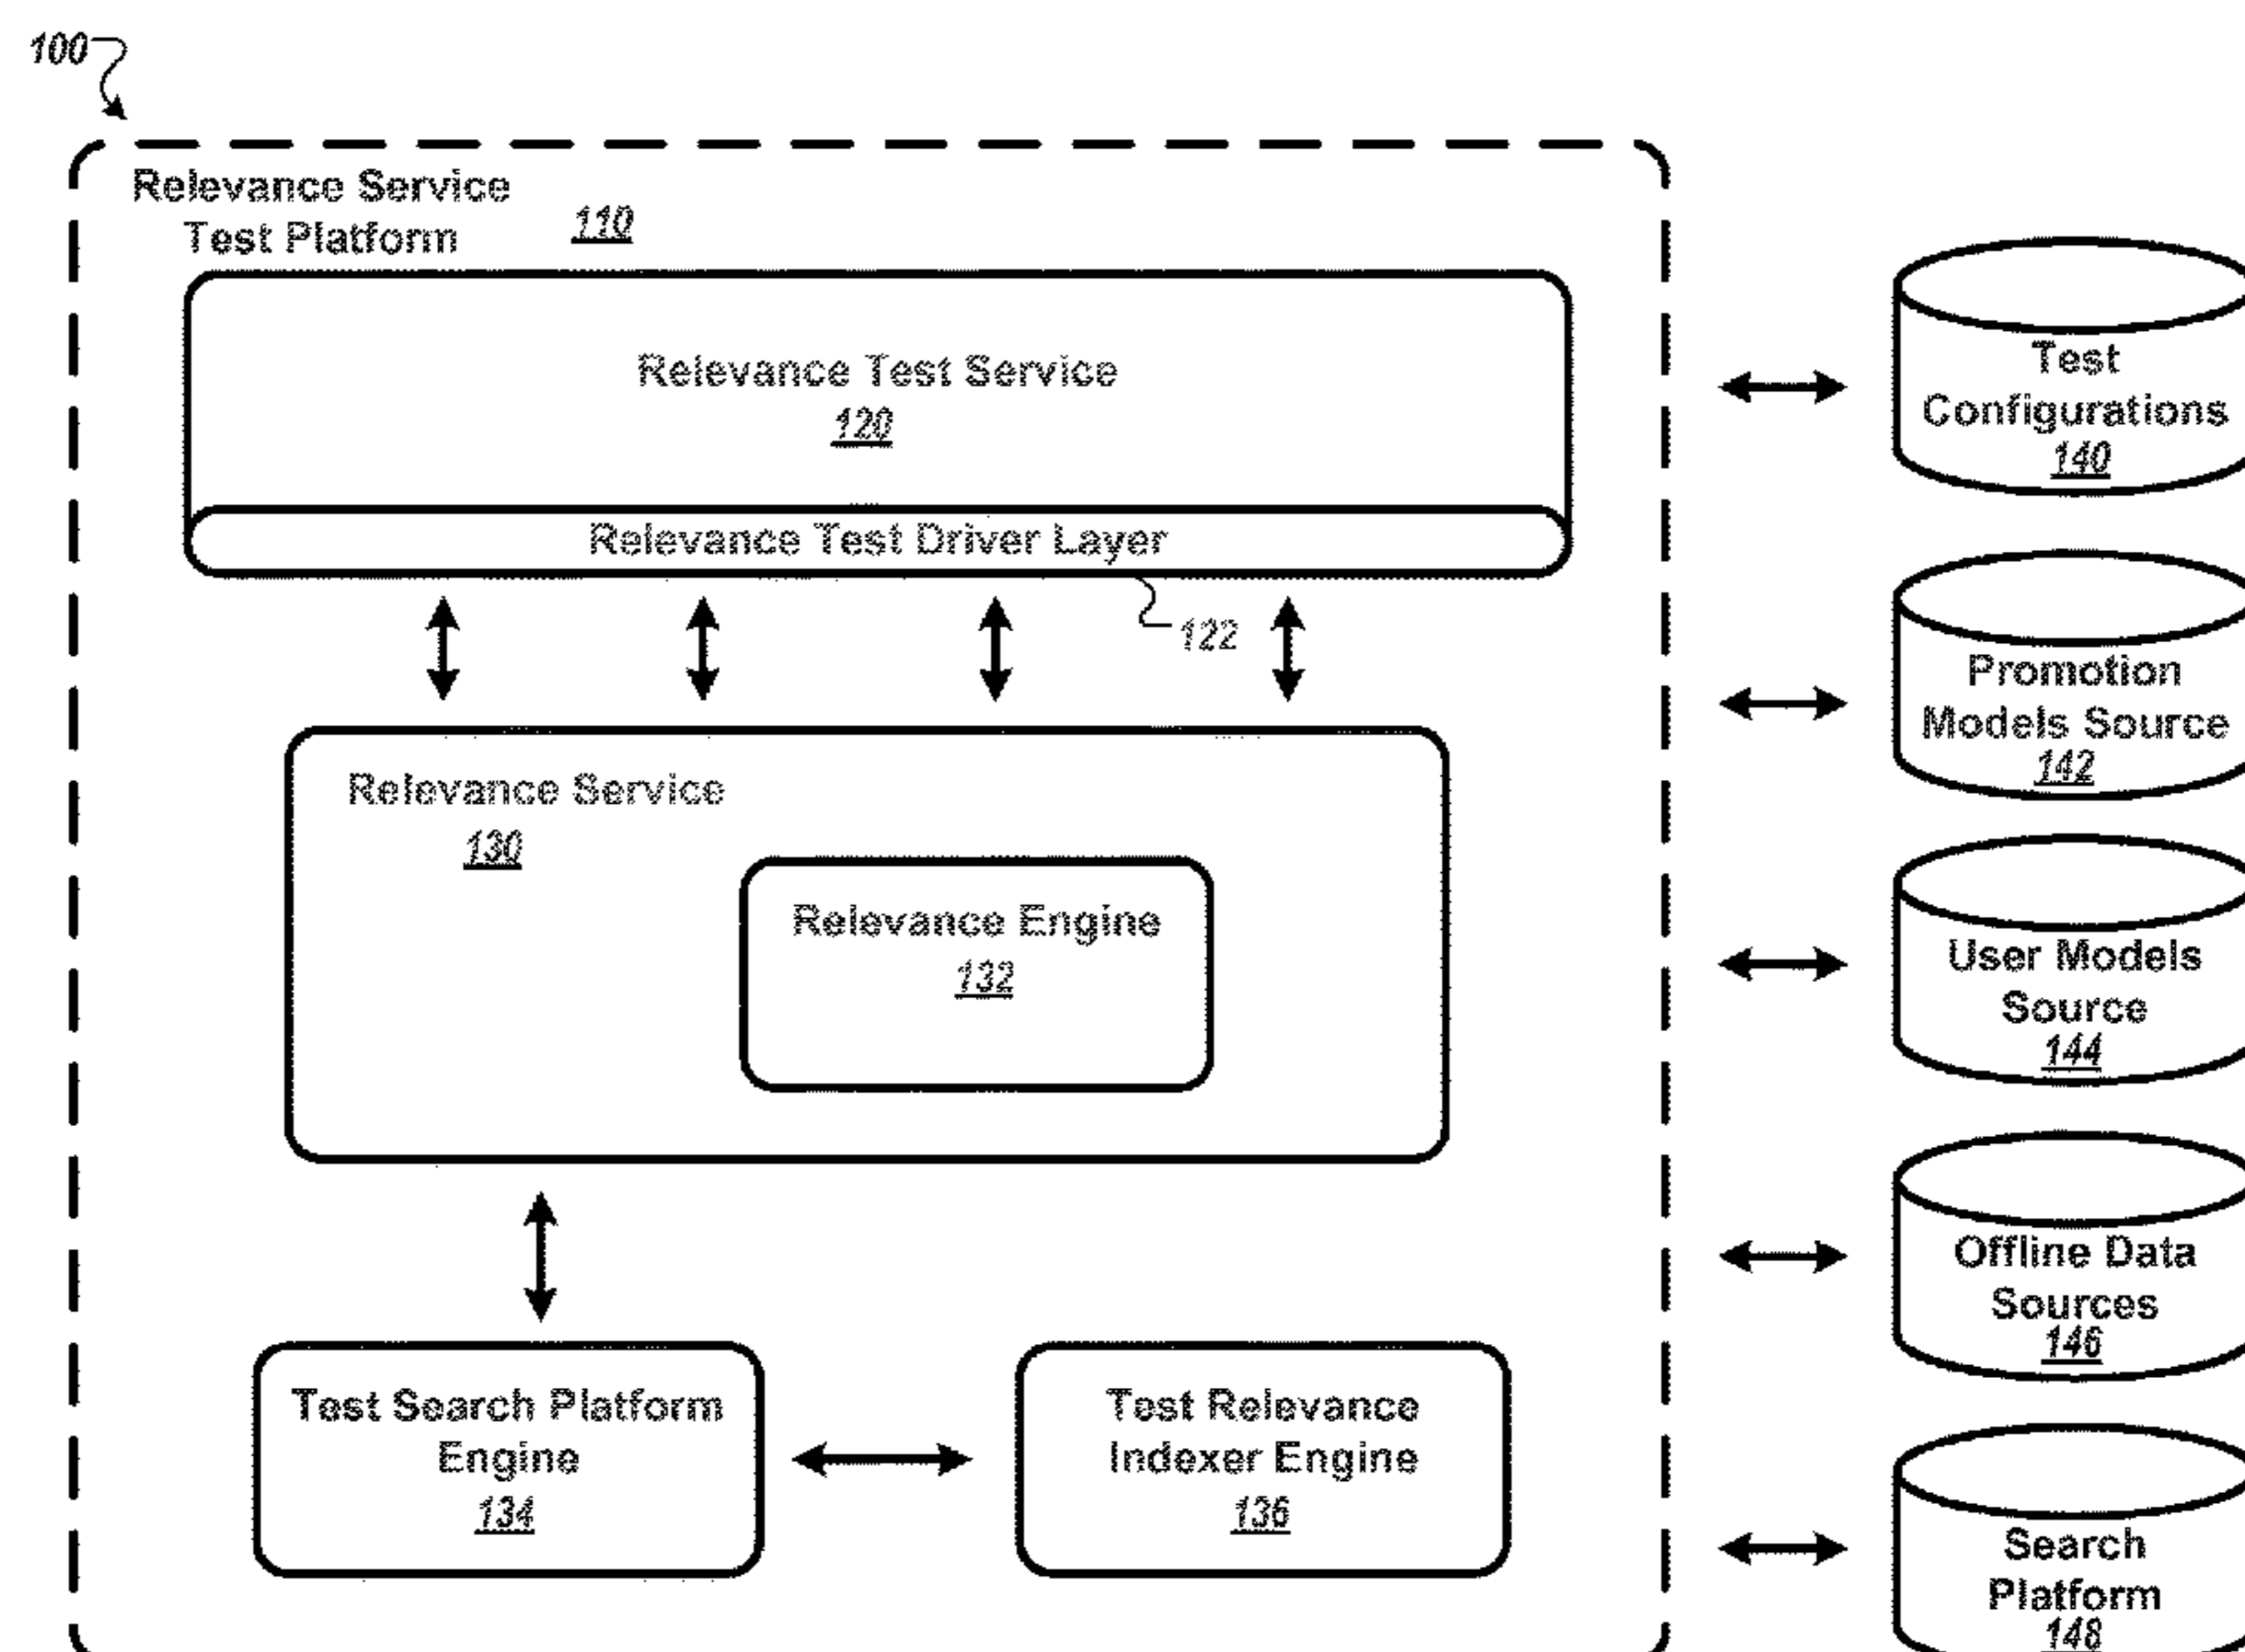 100
Relevance Service
Test Platform
110
Relevance Test Service
120
Relevance Test Driver Layer
122
Relevance Service
130
Relevance Engine
132
Test Search Platform
Engine
134
Test Relevance
Indexer Engine
136
Test
Configurations
140
Promotion
Models Source
142
User Models
Source
144
Offline Data
Sources
146
Search
Platform
148